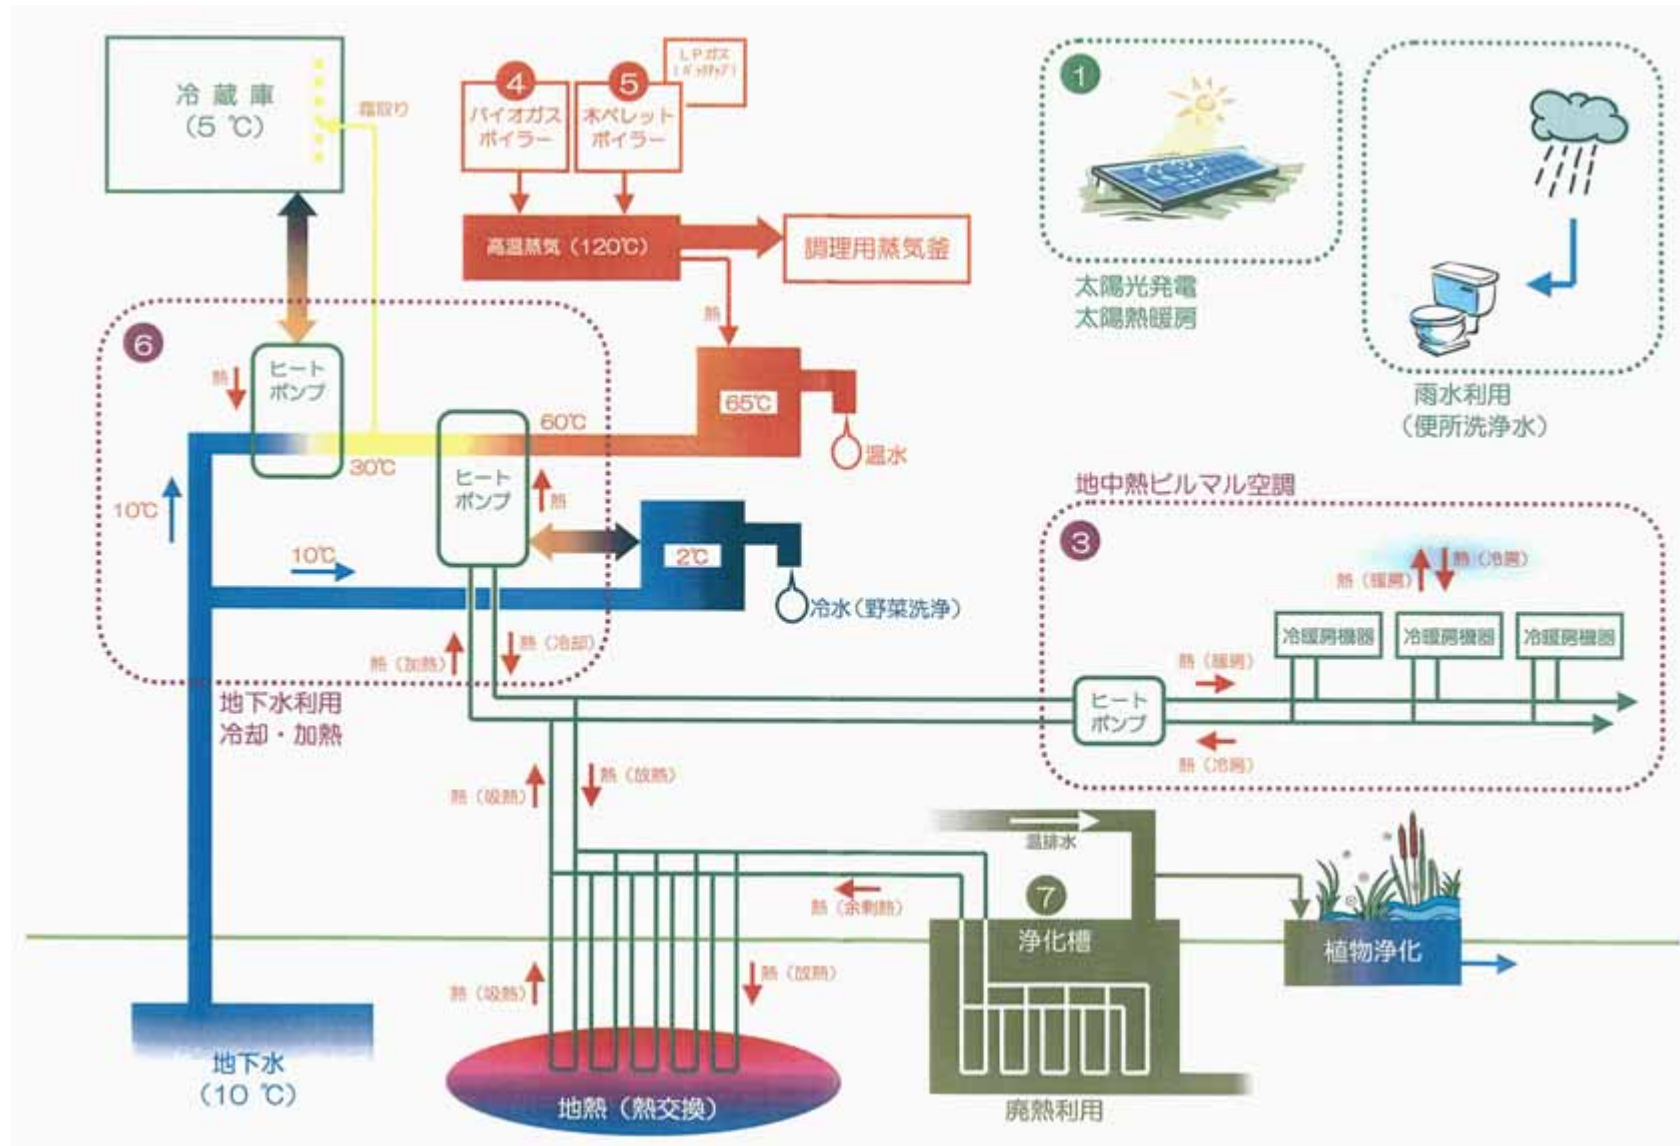 冷蔵庫
(5 ℃)
霜取り
LPガス
(バックアップ)
④
バイオガス
ボイラー
⑤
木ペレット
ボイラー
高温蒸気(120℃)
調理用蒸気釜
熱
①
太陽光発電
太陽熱暖房
雨水利用
(便所洗浄水)
⑥
ヒート
ポンプ
熱
30℃
60℃
65℃
温水
ヒート
ポンプ
熱
10℃
10℃
2℃
冷水(野菜洗浄)
熱(加熱)
熱(冷却)
地下水利用
冷却・加熱
地中熱ビルマル空調
③
熱(暖房)
熱(冷房)
冷暖房機器
冷暖房機器
冷暖房機器
熱(暖房)
ヒート
ポンプ
熱(冷房)
熱(吸熱)
熱(放熱)
温排水
熱(余剰熱)
⑦
浄化槽
植物浄化
熱(吸熱)
熱(放熱)
地下水
(10 ℃)
地熱(熱交換)
廃熱利用